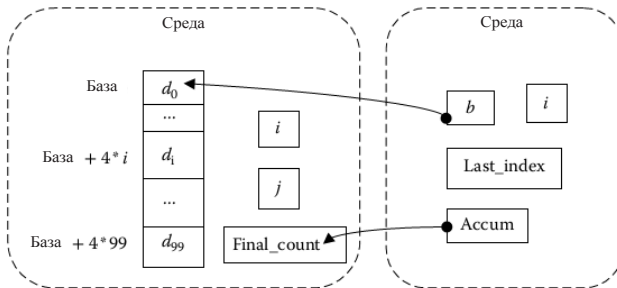 Среда
Среда
База
d0
...
База + 4* i
di
...
База + 4*99
d99
i
j
Final_count
b
i
Last_index
Accum